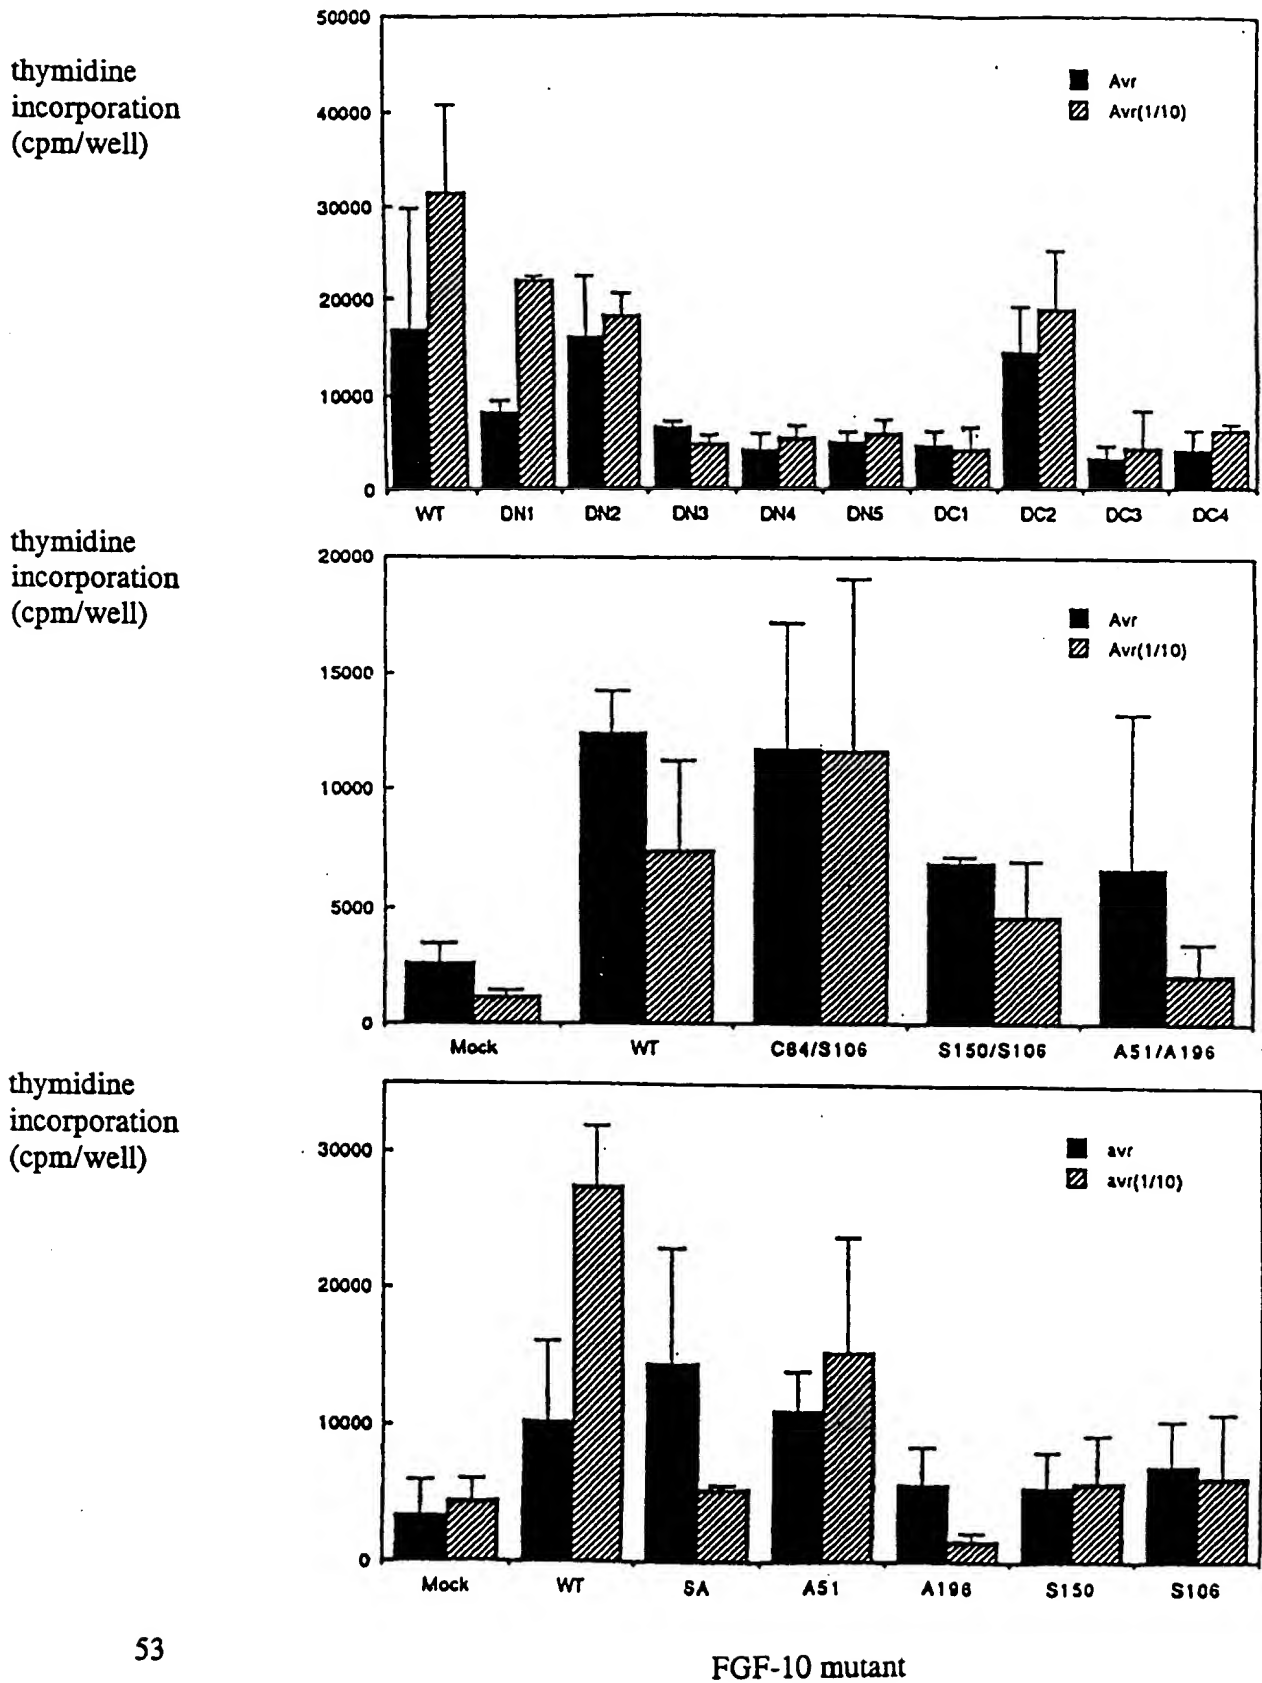 thymidine
incorporation
(cpm/well)
50000
40000
30000
20000
10000
0
Avr
Avr(1/10)
WT DN1 DN2 DN3 DN4 DN5 DC1 DC2 DC3 DC4
thymidine
incorporation
(cpm/well)
20000
15000
10000
5000
0
Avr
Avr(1/10)
Mock WT C84/S106 S150/S106 A51/A196
thymidine
incorporation
(cpm/well)
30000
20000
10000
0
avr
avr(1/10)
Mock WT SA A51 A196 S150 S106
53
FGF-10 mutant